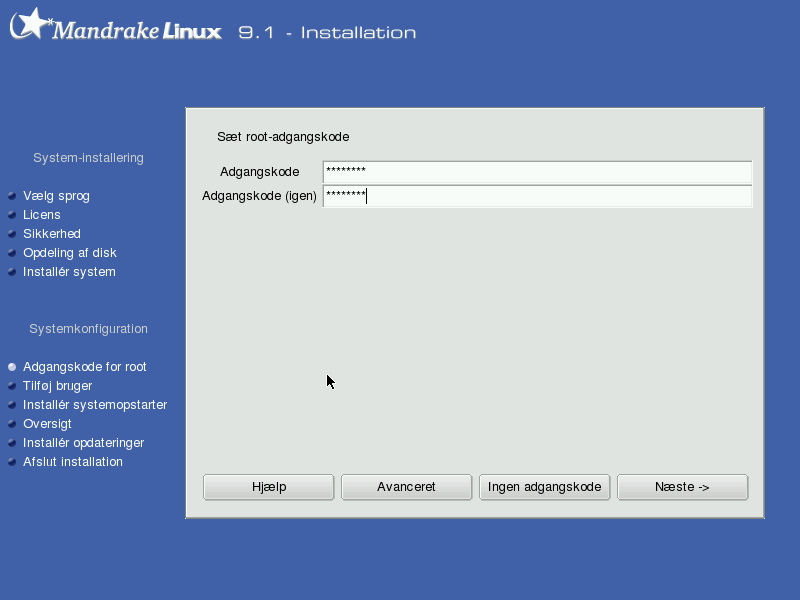 MandrakeLinux 9.1 - Installation
System-installering
Vælg sprog
Licens
Sikkerhed
Opdeling af disk
Installér system
Systemkonfiguration
Adgangskode for root
Tilføj bruger
Installér systemopstarter
Oversigt
Installér opdateringer
Afslut installation
Sæt root-adgangskode
Adgangskode ********
Adgangskode (igen) ********
Hjælp Avanceret Ingen adgangskode Næste ->